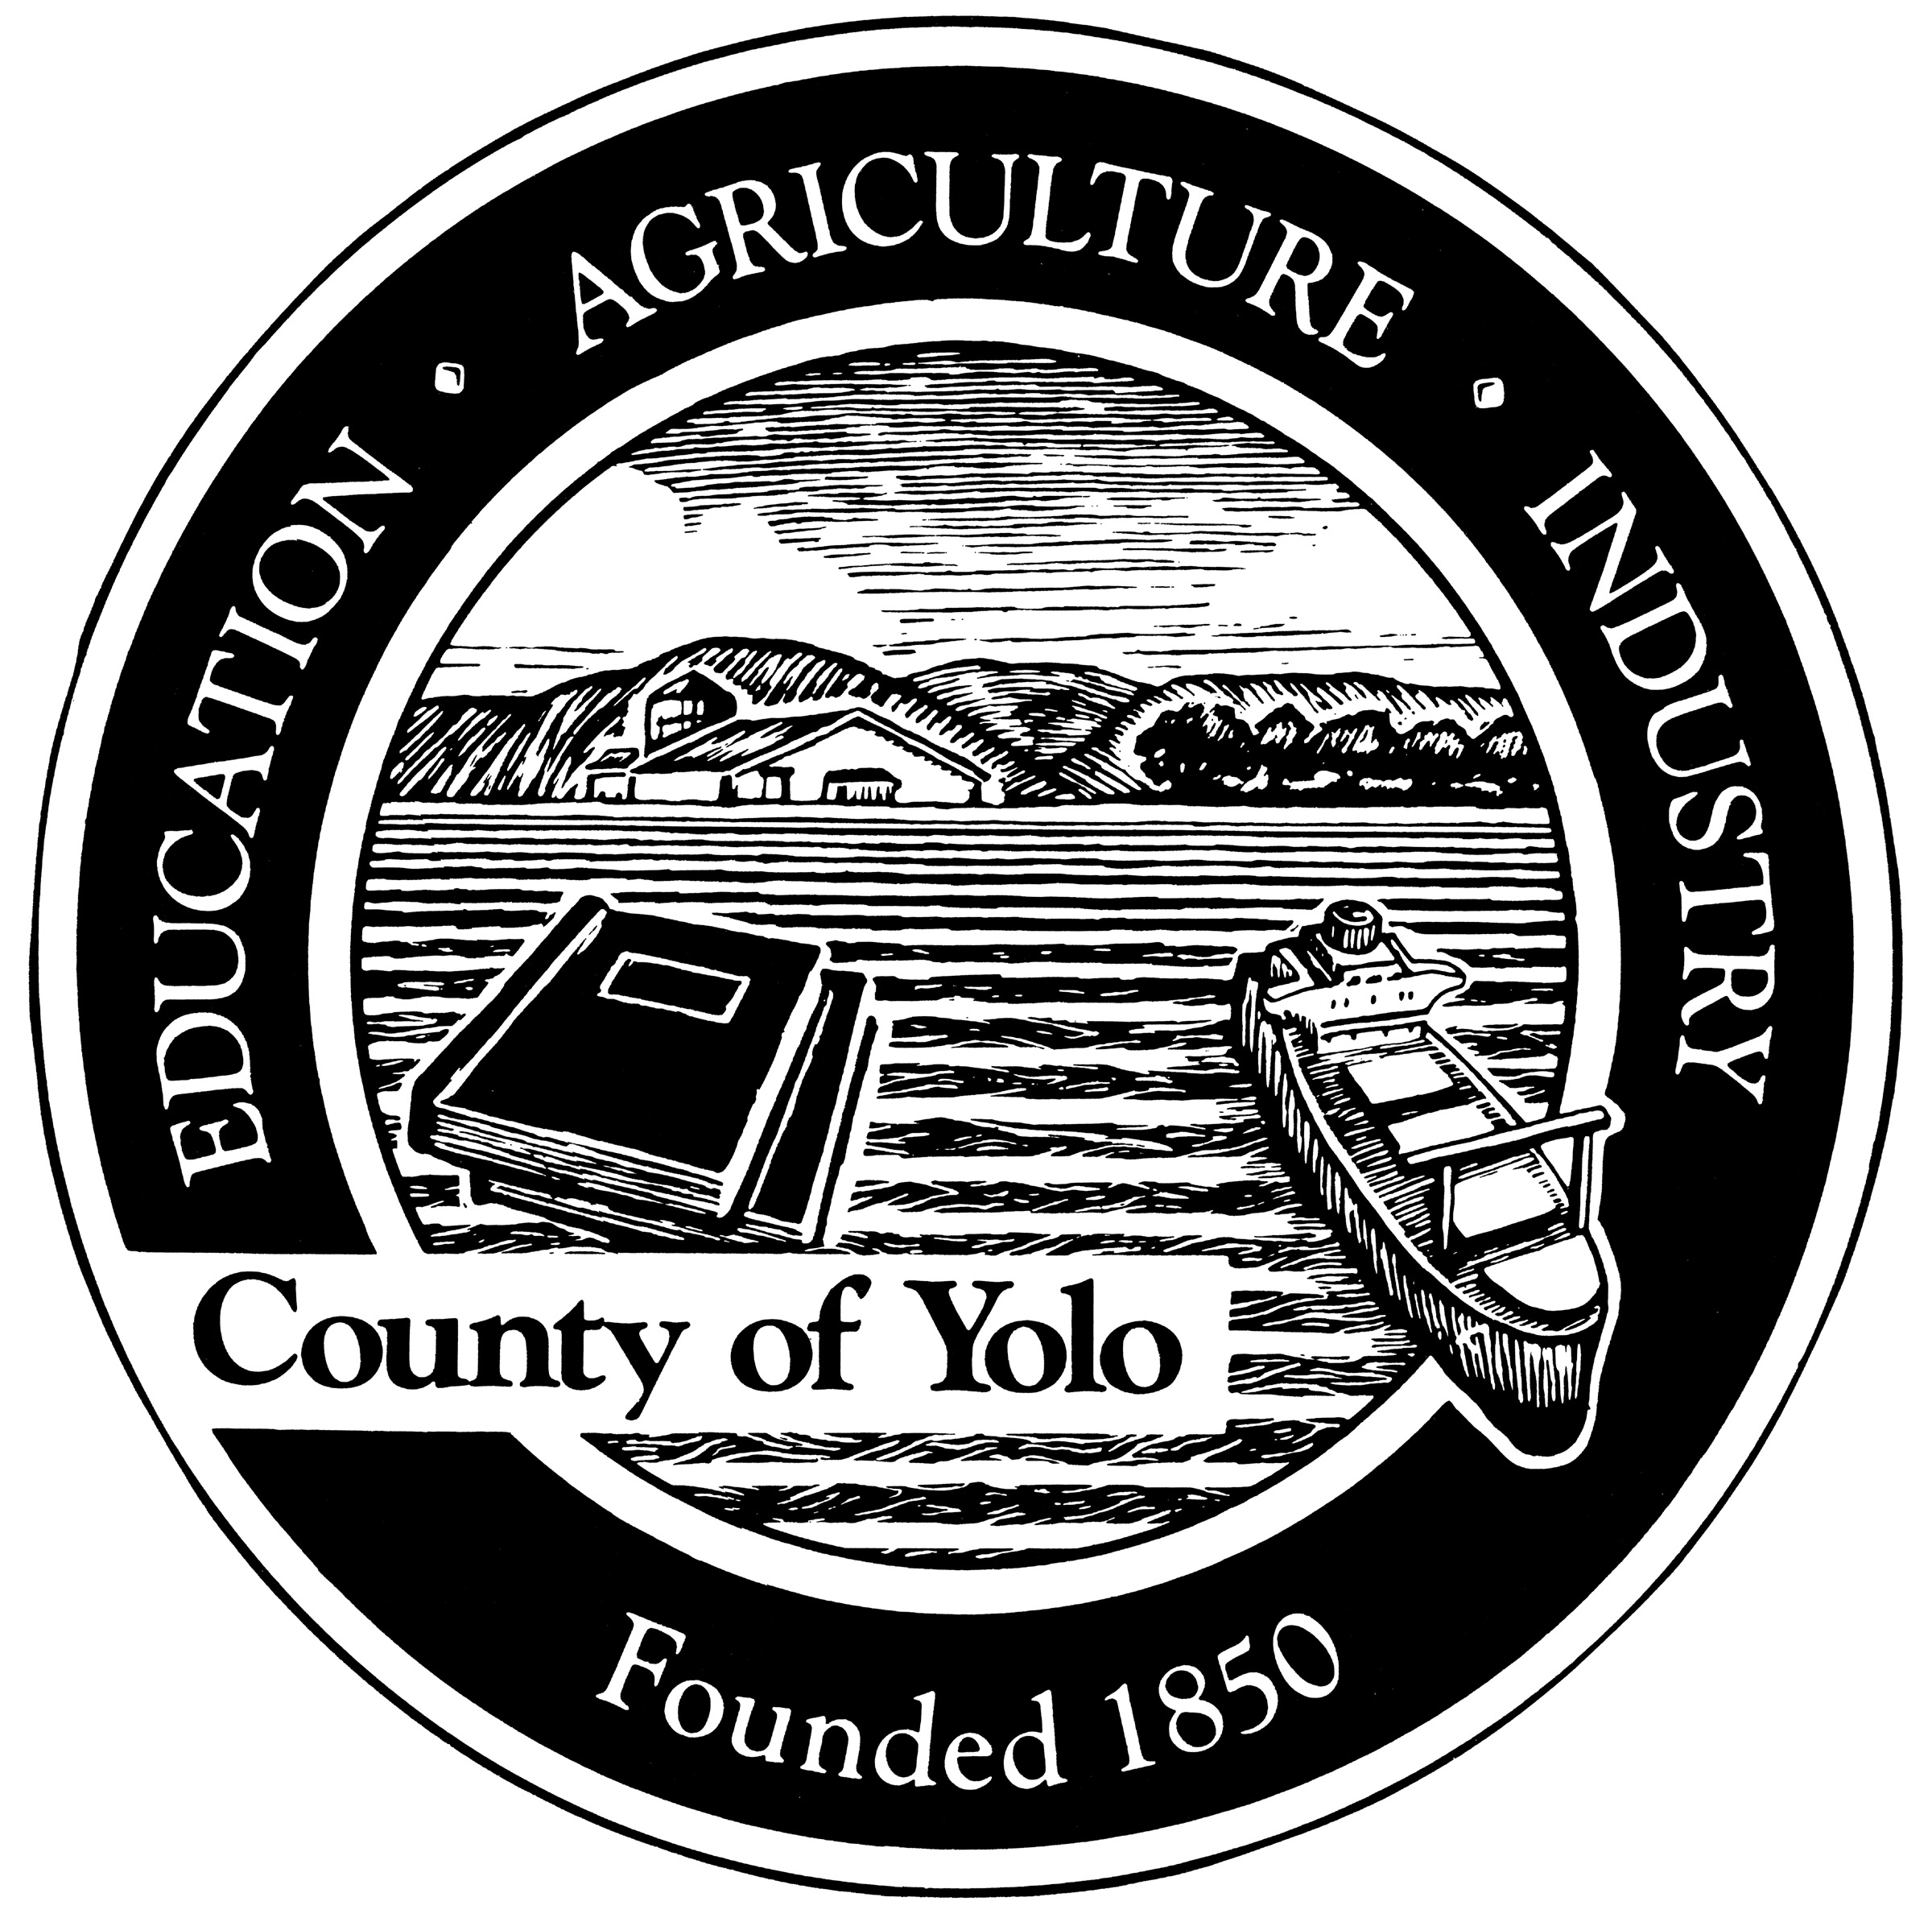 EDUCATION · AGRICULTURE · INDUSTRY
County of Yolo
Founded 1850